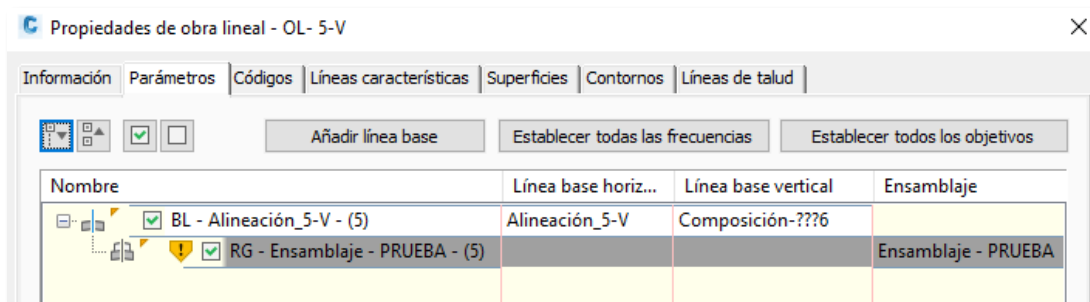 Propiedades de obra lineal - OL- 5-V
Información Parámetros Códigos Líneas características Superficies Contornos Líneas de talud
Añadir línea base Establecer todas las frecuencias Establecer todos los objetivos
Nombre Línea base horiz... Línea base vertical Ensamblaje
BL - Alineación_5-V - (5) Alineación_5-V Composición-???6
RG - Ensamblaje - PRUEBA - (5) Ensamblaje - PRUEBA